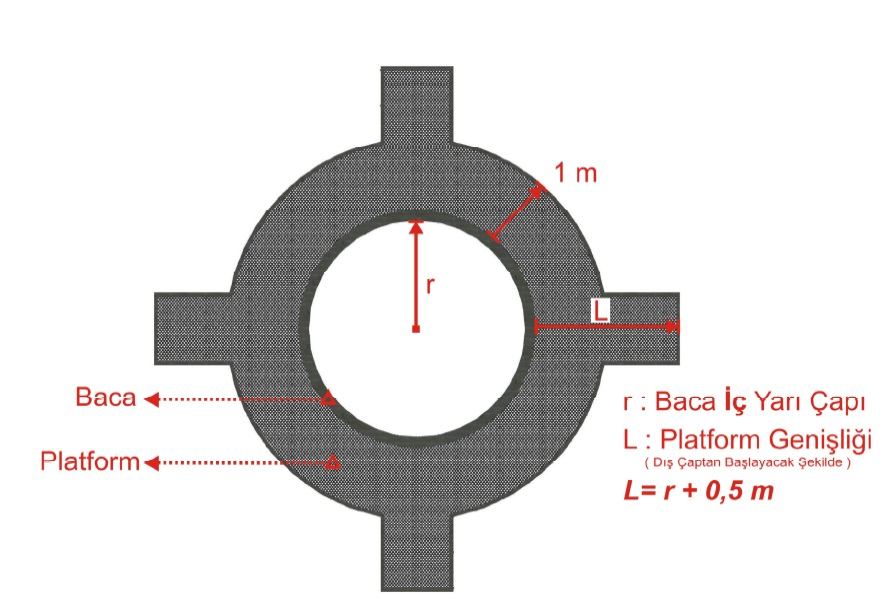 1 m
r
L
Baca
Platform
r : Baca İç Yarı Çapı
L : Platform Genişliği
( Dış Çaptan Başlayacak Şekilde )
L= r + 0,5 m